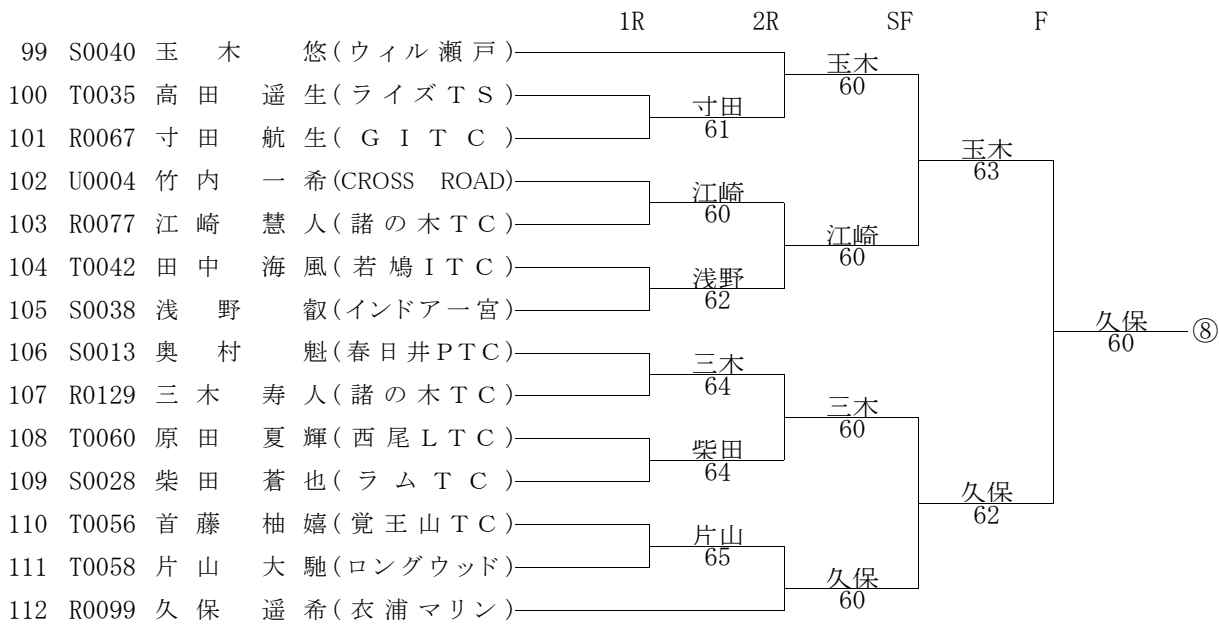 1R 2R SF F
99 S0040 玉 木 悠(ウィル瀬戸)
玉木
60
100 T0035 高 田 遥 生(ライズＴＳ)
寸田
61
101 R0067 寸 田 航 生(ＧＩＴＣ)
玉木
63
102 U0004 竹 内 一 希(CROSS ROAD)
江崎
60
103 R0077 江 崎 慧 人(諸の木ＴＣ)
江崎
60
104 T0042 田 中 海 風(若鳩ＩＴＣ)
浅野
62
105 S0038 浅 野 叡(インドア一宮)
久保
60
⑧
106 S0013 奥 村 魁(春日井ＰＴＣ)
三木
64
107 R0129 三 木 寿 人(諸の木ＴＣ)
三木
60
108 T0060 原 田 夏 輝(西尾ＬＴＣ)
柴田
64
109 S0028 柴 田 蒼 也(ラムＴＣ)
久保
62
110 T0056 首 藤 柚 嬉(覚王山ＴＣ)
片山
65
111 T0058 片 山 大 馳(ロングウッド)
久保
60
112 R0099 久 保 遥 希(衣浦マリン)